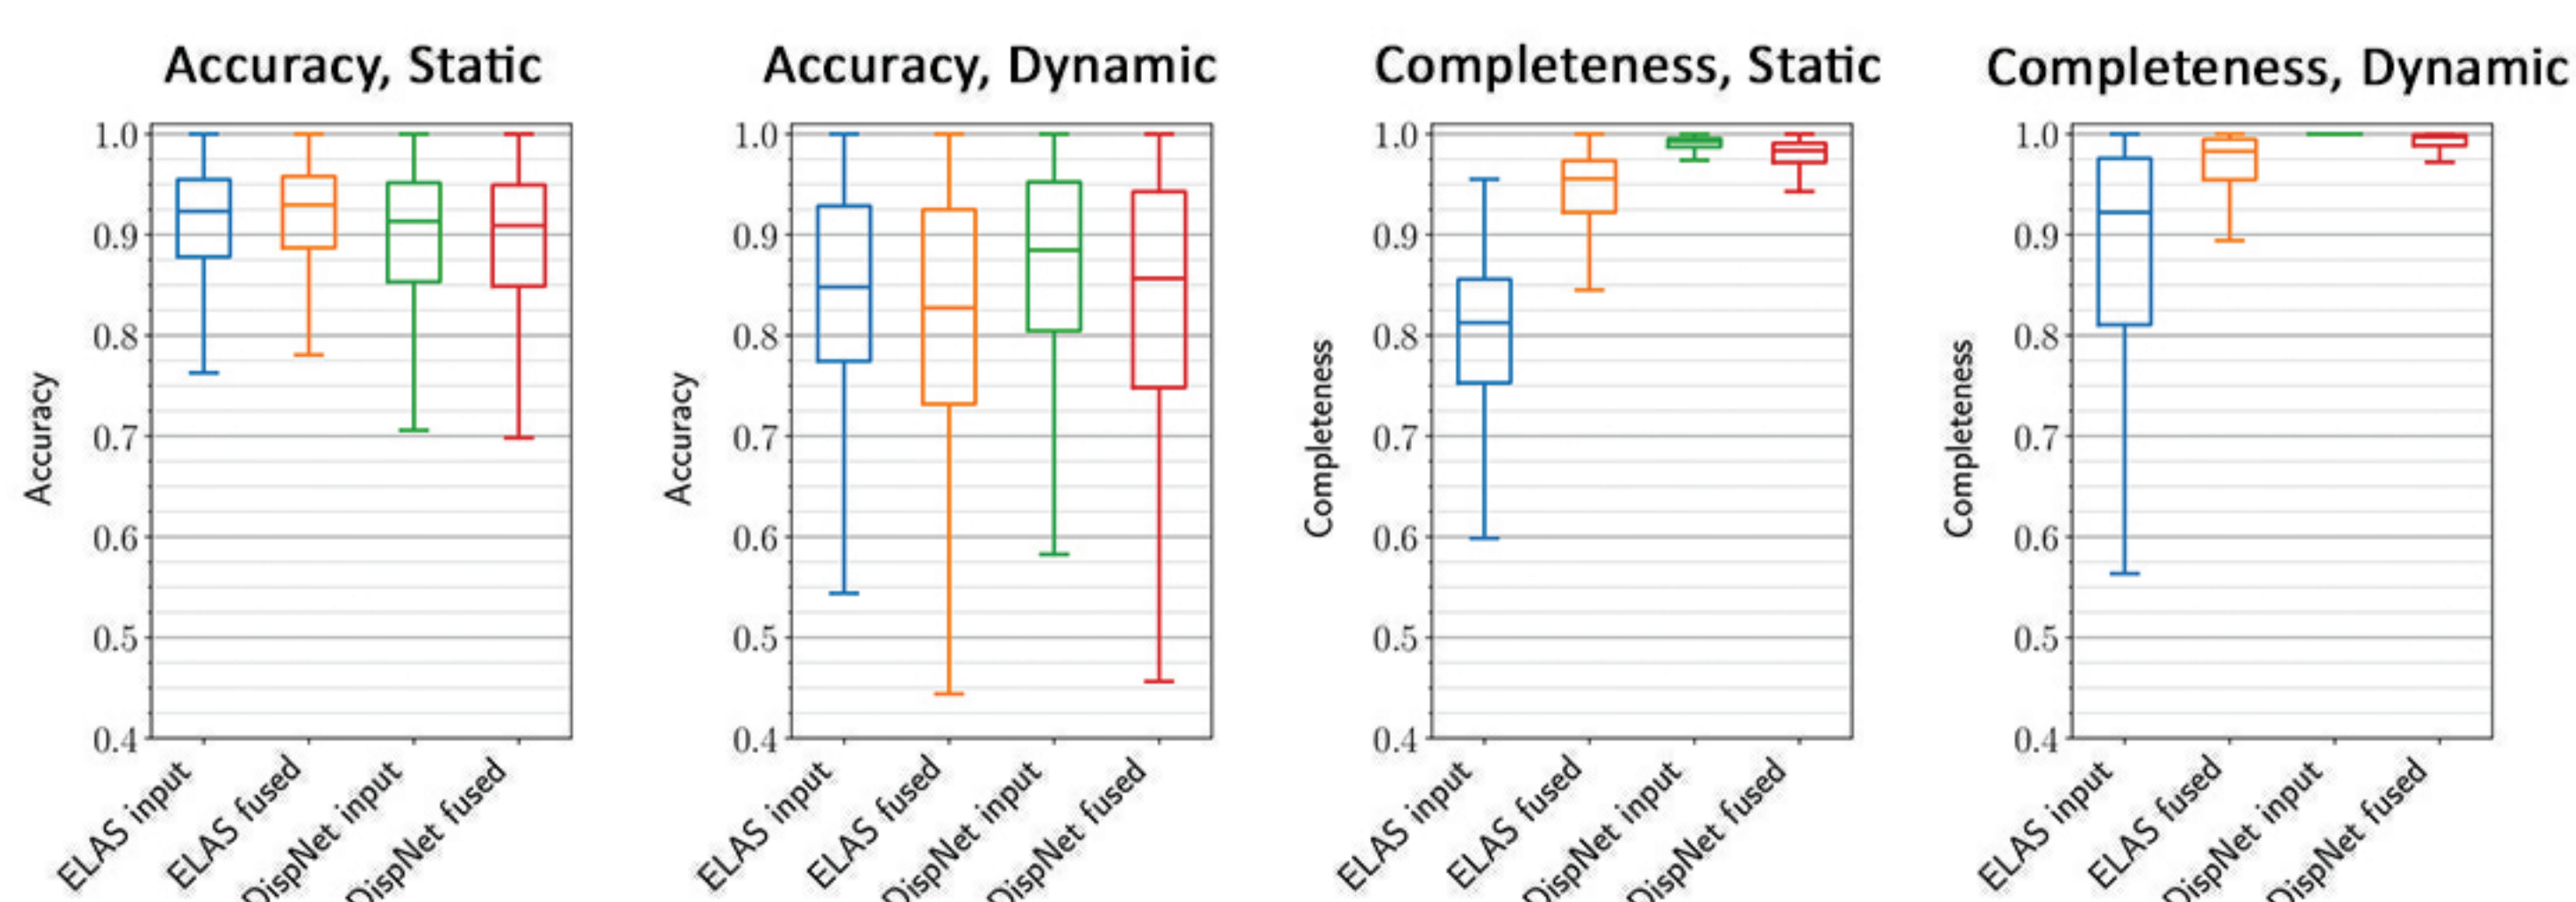 Accuracy, Static
Accuracy
1.0
0.9
0.8
0.7
0.6
0.5
0.4
ELAS input
ELAS fused
DispNet input
DispNet fused
Accuracy, Dynamic
Accuracy
1.0
0.9
0.8
0.7
0.6
0.5
0.4
ELAS input
ELAS fused
DispNet input
DispNet fused
Completeness, Static
Completeness
1.0
0.9
0.8
0.7
0.6
0.5
0.4
ELAS input
ELAS fused
DispNet input
DispNet fused
Completeness, Dynamic
Completeness
1.0
0.9
0.8
0.7
0.6
0.5
0.4
ELAS input
ELAS fused
DispNet input
DispNet fused